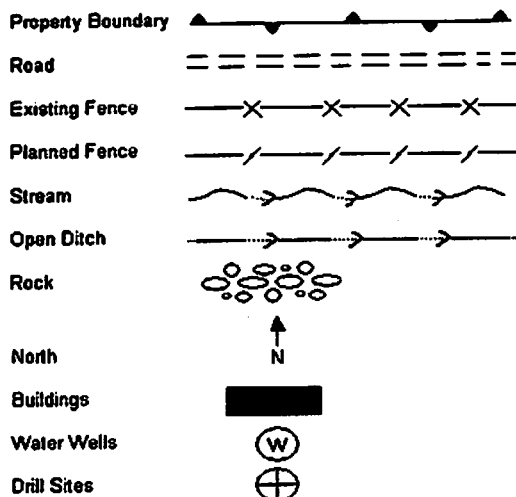 Property Boundary
Road
Existing Fence
Planned Fence
Stream
Open Ditch
Rock
North N
Buildings
Water Wells W
Drill Sites